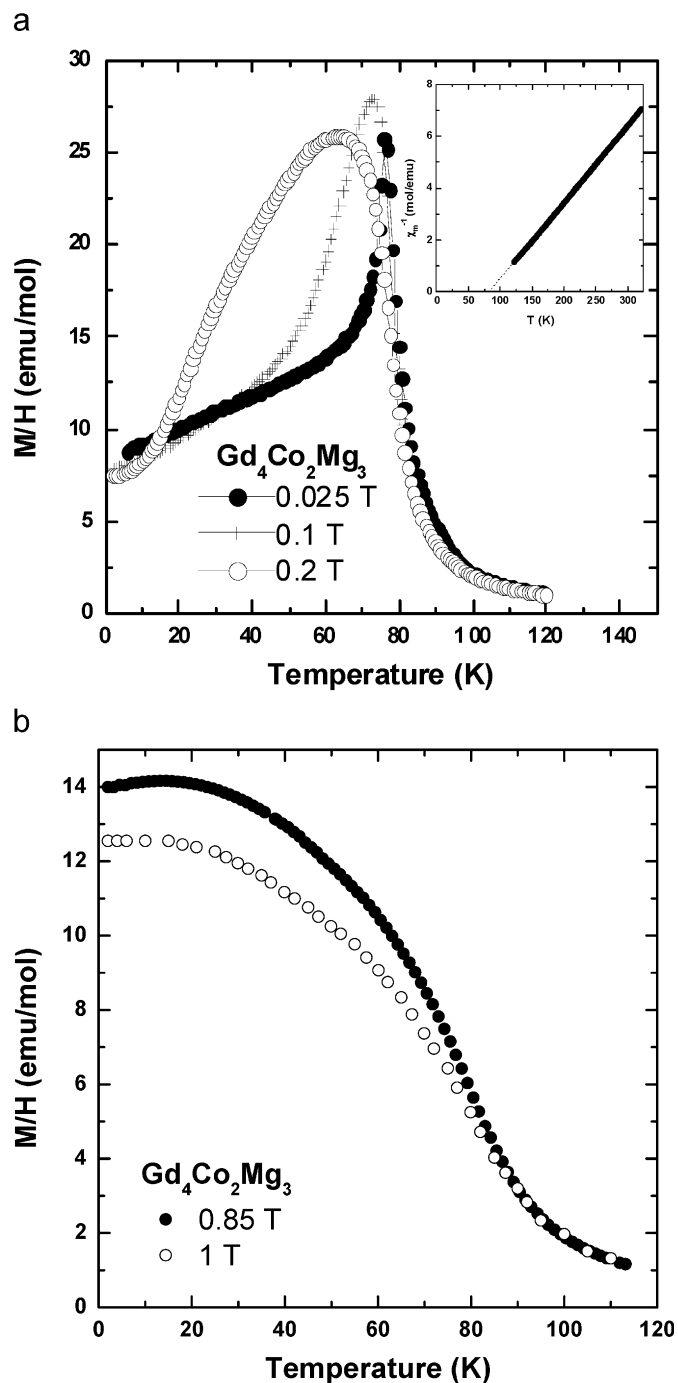 a
30
25
20
15
10
5
0
M/H (emu/mol)
0 20 40 60 80 100 120 140
Temperature (K)
Gd4Co2Mg3
0.025 T
0.1 T
0.2 T
8
6
4
2
0
χm-1 (mol/emu)
0 50 100 150 200 250 300
T (K)
b
14
12
10
8
6
4
2
0
M/H (emu/mol)
Gd4Co2Mg3
0.85 T
1 T
0 20 40 60 80 100 120
Temperature (K)